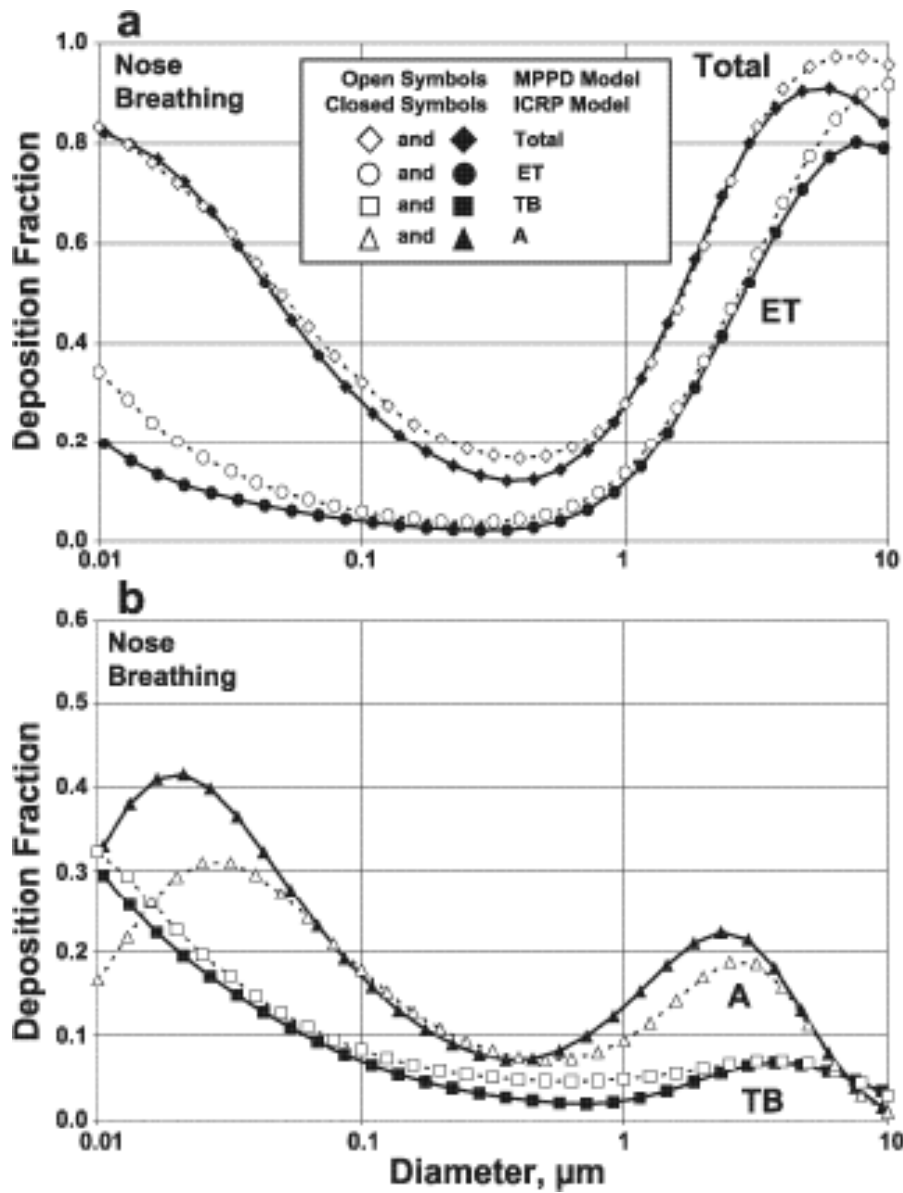 a
1.0
0.8
0.6
0.4
0.2
0.0
Deposition Fraction
Nose
Breathing
Open Symbols MPPD Model
Closed Symbols ICRP Model
and Total
and ET
and TB
and A
Total
ET
0.01 0.1 1 10
b
0.6
0.5
0.4
0.3
0.2
0.1
0.0
Deposition Fraction
Nose
Breathing
A
TB
0.01 0.1 1 10
Diameter, µm